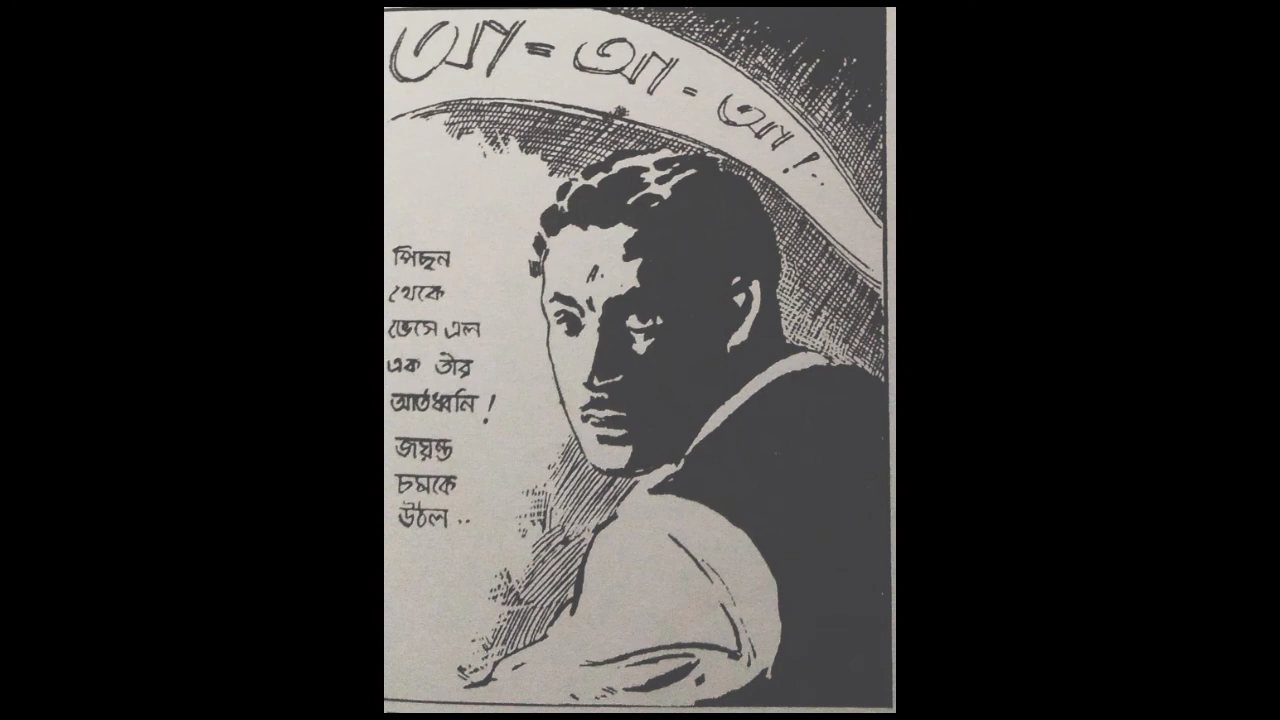 আ = আ - আ !..
পিছন
থেকে
ভেসে এল
এক তীব্র
আর্তধ্বনি !
জয়ন্ত
চমকে
উঠল ..